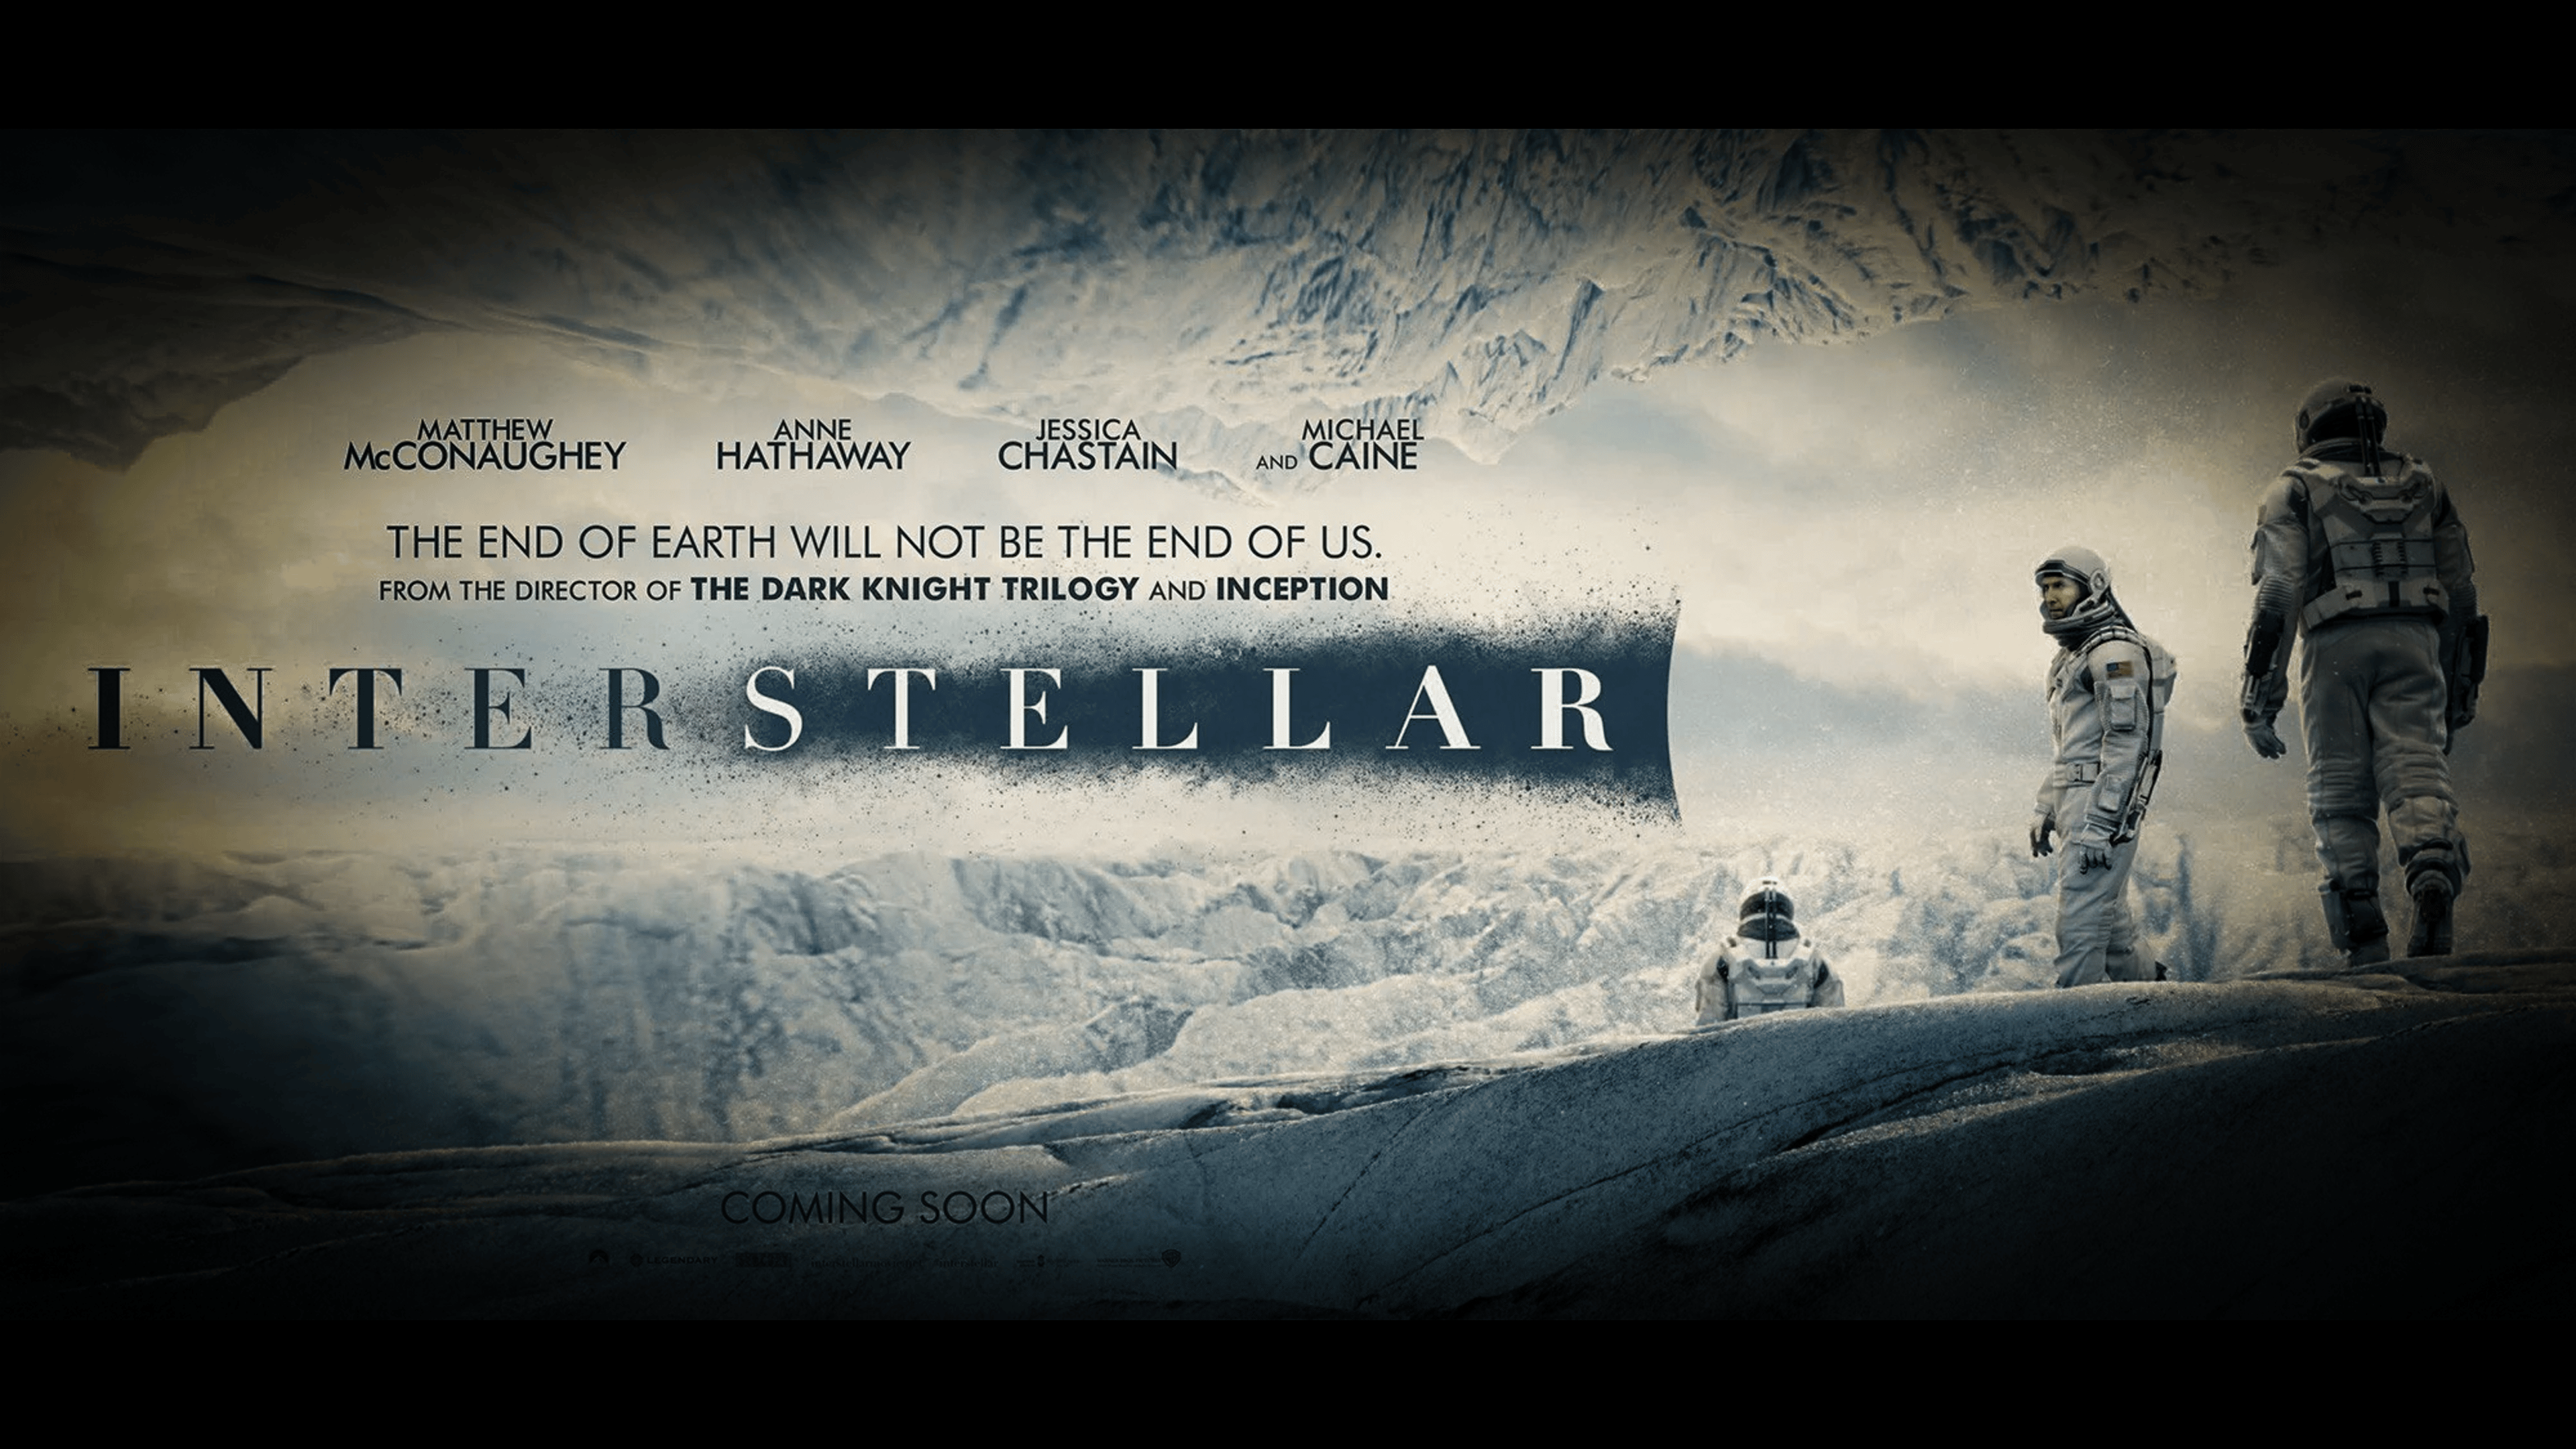 MATTHEW ANNE JESSICA MICHAEL
McCONAUGHEY HATHAWAY CHASTAIN AND CAINE
THE END OF EARTH WILL NOT BE THE END OF US.
FROM THE DIRECTOR OF THE DARK KNIGHT TRILOGY AND INCEPTION
INTERSTELLAR
COMING SOON
LEGENDARY